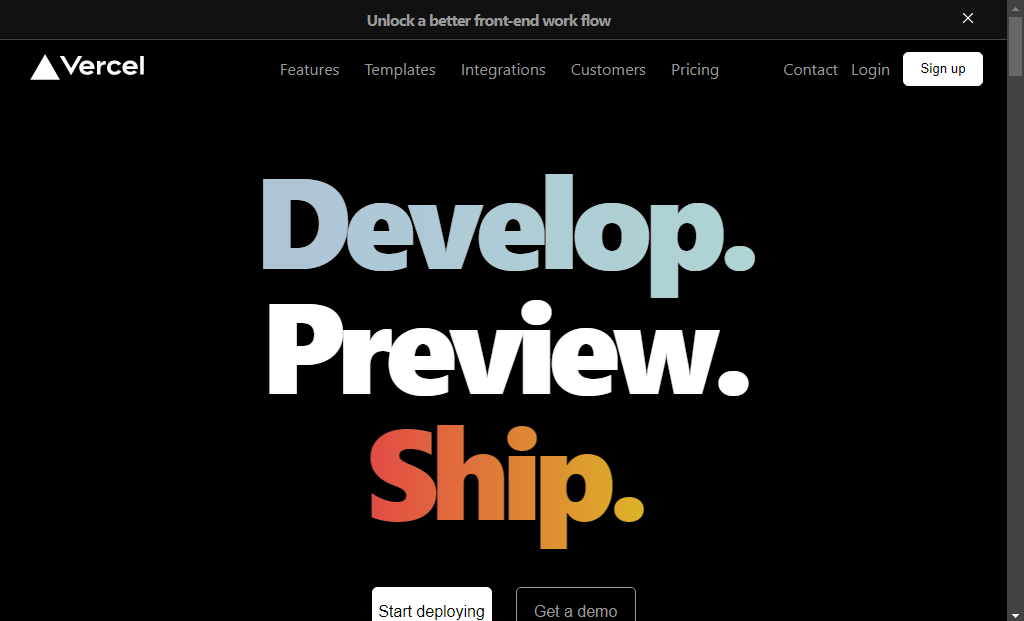 Unlock a better front-end work flow
Vercel
Features Templates Integrations Customers Pricing Contact Login Sign up
Develop.
Preview.
Ship.
Start deploying Get a demo